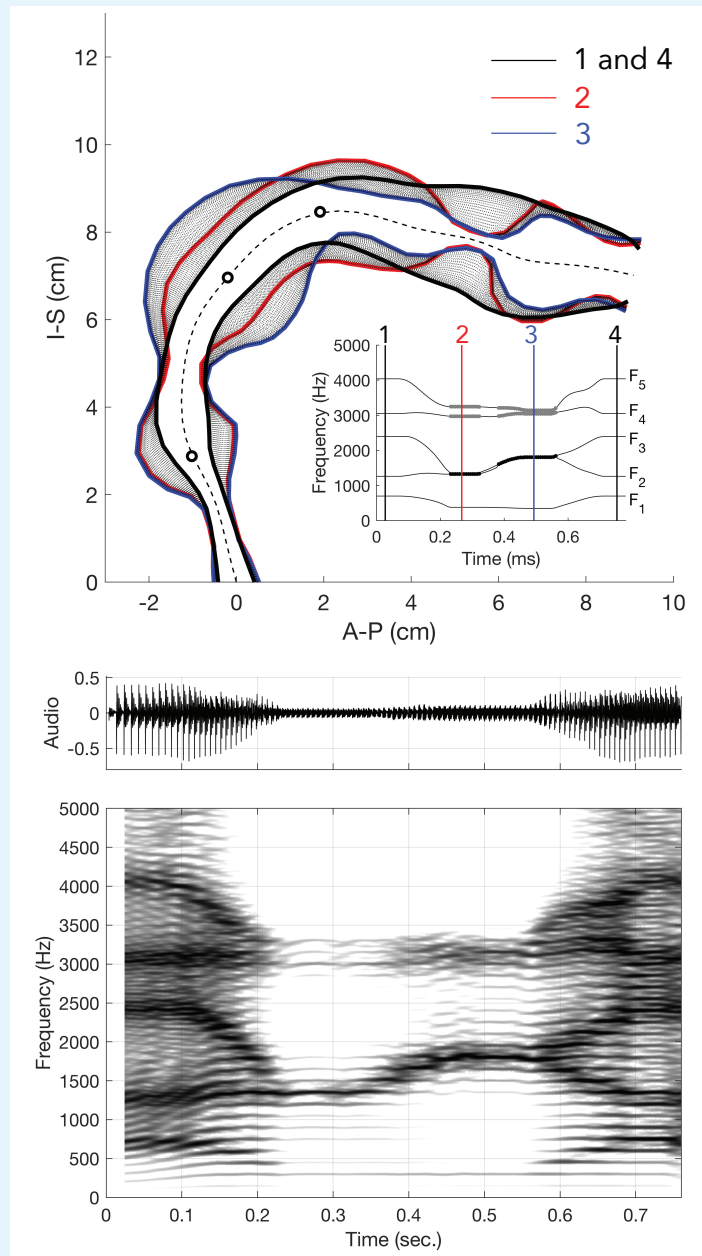 12
10
8
6
4
2
0
I-S (cm)
-2 0 2 4 6 8 10
A-P (cm)
1 and 4
2
3
1 2 3 4
5000
4000
3000
2000
1000
0
Frequency (Hz)
F5
F4
F3
F2
F1
0 0.2 0.4 0.6
Time (ms)
0.5
0
-0.5
Audio
5000
4500
4000
3500
3000
2500
2000
1500
1000
500
0
Frequency (Hz)
0 0.1 0.2 0.3 0.4 0.5 0.6 0.7
Time (sec.)